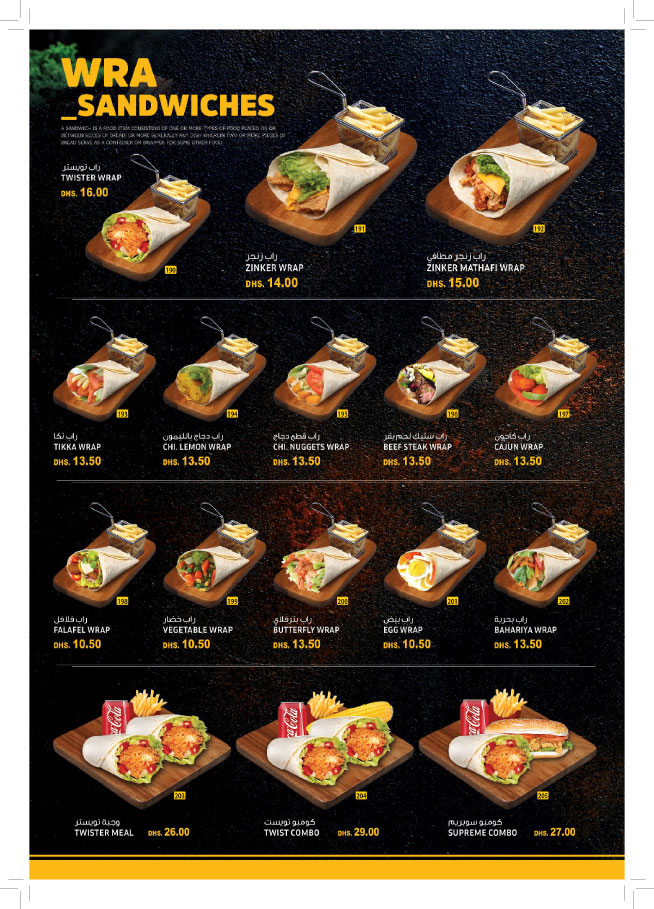 WRA
_SANDWICHES
A SANDWICH IS A FOOD ITEM CONSISTING OF ONE OR MORE TYPES OF FOOD PLACED ON OR
BETWEEN SLICES OF BREAD OR MORE GENERALLY ANY DISH WHEREIN TWO OR MORE PIECES OF
BREAD SERVE AS A CONTAINER OR WRAPPER FOR SOME OTHER FOOD
راب تويستر
TWISTER WRAP
DHS. 16.00
190
191
راب زنجر
ZINKER WRAP
DHS. 14.00
192
راب زنجر مطافي
ZINKER MATHAFI WRAP
DHS. 15.00
193
راب تكا
TIKKA WRAP
DHS. 13.50
194
راب دجاج بالليمون
CHI. LEMON WRAP
DHS. 13.50
195
راب قطع دجاج
CHI. NUGGETS WRAP
DHS. 13.50
196
راب ستيك لحم بقر
BEEF STEAK WRAP
DHS. 13.50
197
راب كاجون
CAJUN WRAP
DHS. 13.50
198
راب فلافل
FALAFEL WRAP
DHS. 10.50
199
راب خضار
VEGETABLE WRAP
DHS. 10.50
200
راب بترفلاي
BUTTERFLY WRAP
DHS. 13.50
201
راب بيض
EGG WRAP
DHS. 10.50
202
راب بحرية
BAHARIYA WRAP
DHS. 13.50
Coca-Cola
203
وجبة تويستر
TWISTER MEAL DHS. 26.00
Coca-Cola
204
كومبو تويست
TWIST COMBO DHS. 29.00
Coca-Cola
205
كومبو سوبريم
SUPREME COMBO DHS. 27.00